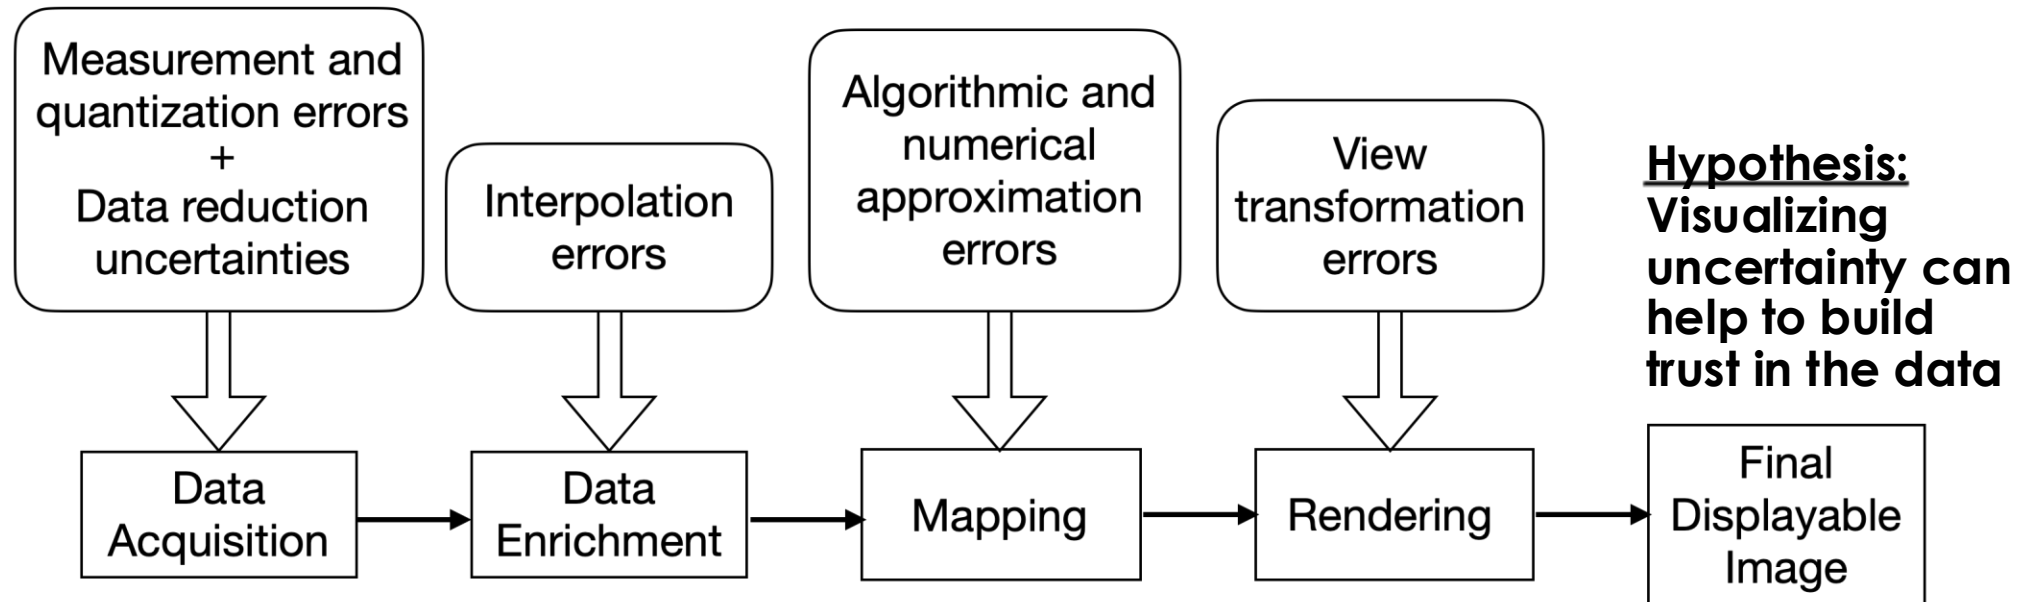 Measurement and
quantization errors
+
Data reduction
uncertainties
Interpolation
errors
Algorithmic and
numerical
approximation
errors
View
transformation
errors
Hypothesis:
Visualizing
uncertainty can
help to build
trust in the data
Data
Acquisition
Data
Enrichment
Mapping
Rendering
Final
Displayable
Image